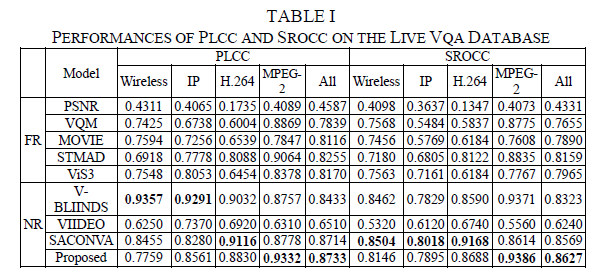 TABLE I
PERFORMANCES OF PLCC AND SROCC ON THE LIVE VQA DATABASE
Model PLCC SROCC
Wireless IP H.264 MPEG-2 All Wireless IP H.264 MPEG-2 All
FR PSNR 0.4311 0.4065 0.1735 0.4089 0.4587 0.4098 0.3637 0.1347 0.4073 0.4331
VQM 0.7425 0.6738 0.6004 0.8869 0.7839 0.7568 0.5484 0.5837 0.8775 0.7655
MOVIE 0.7594 0.7256 0.6539 0.7847 0.8116 0.7456 0.5769 0.6184 0.7608 0.7890
STMAD 0.6918 0.7778 0.8088 0.9064 0.8255 0.7180 0.6805 0.8122 0.8835 0.8159
ViS3 0.7548 0.8053 0.6454 0.8378 0.8170 0.7563 0.7161 0.6184 0.7767 0.7965
NR V-BLIINDS 0.9357 0.9291 0.9032 0.8757 0.8433 0.8462 0.7829 0.8590 0.9371 0.8323
VIIDEO 0.6250 0.7370 0.6920 0.6310 0.6510 0.5320 0.6120 0.6740 0.5560 0.6240
SACONVA 0.8455 0.8280 0.9116 0.8778 0.8714 0.8504 0.8018 0.9168 0.8614 0.8569
Proposed 0.7759 0.8561 0.8830 0.9332 0.8733 0.8146 0.7895 0.8688 0.9386 0.8627